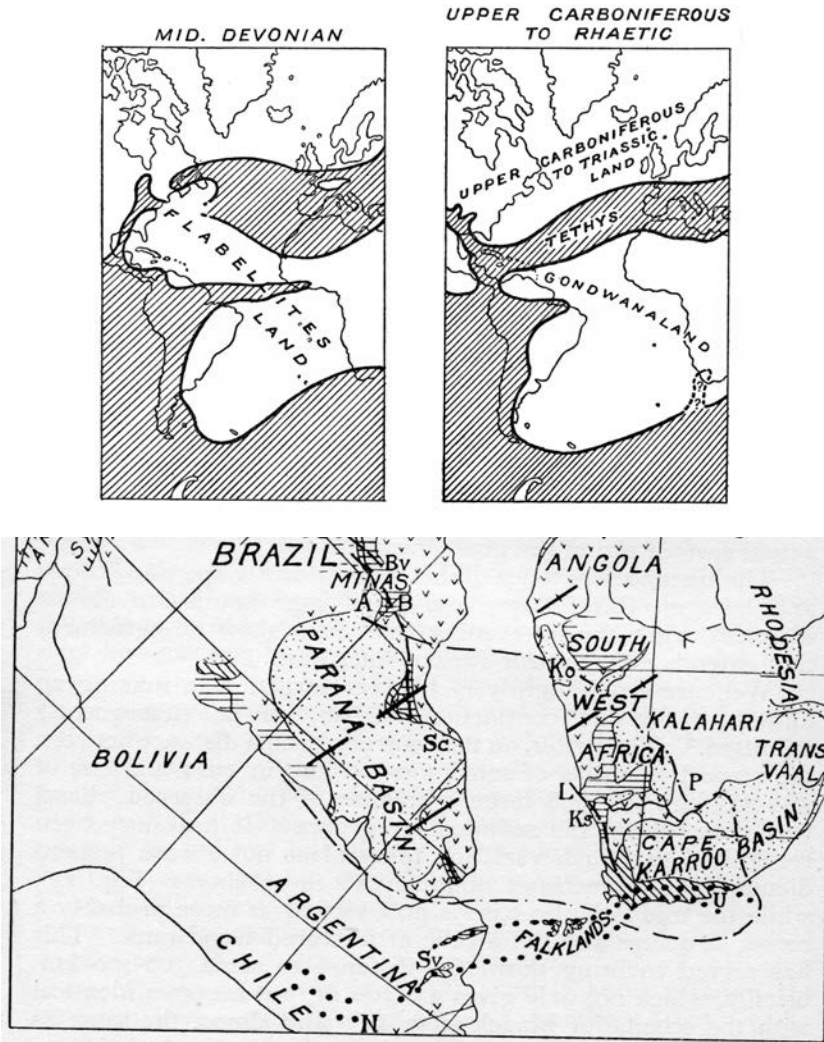 MID. DEVONIAN
UPPER CARBONIFEROUS
TO RHAETIC
FLABELLITES
LAND
UPPER CARBONIFEROUS
TO TRIASSIC
LAND
TETHYS
GONDWANALAND
?
?
BRAZIL
Bv
MINAS
A
B
PARANA
BASIN
Sc
BOLIVIA
ARGENTINA
CHILE
N
Sv
FALKLANDS
ANGOLA
SOUTH
Ko
WEST
AFRICA
KALAHARI
RHODESIA
TRANS
VAAL
P
L
Ks
CAPE
KARROO BASIN
U